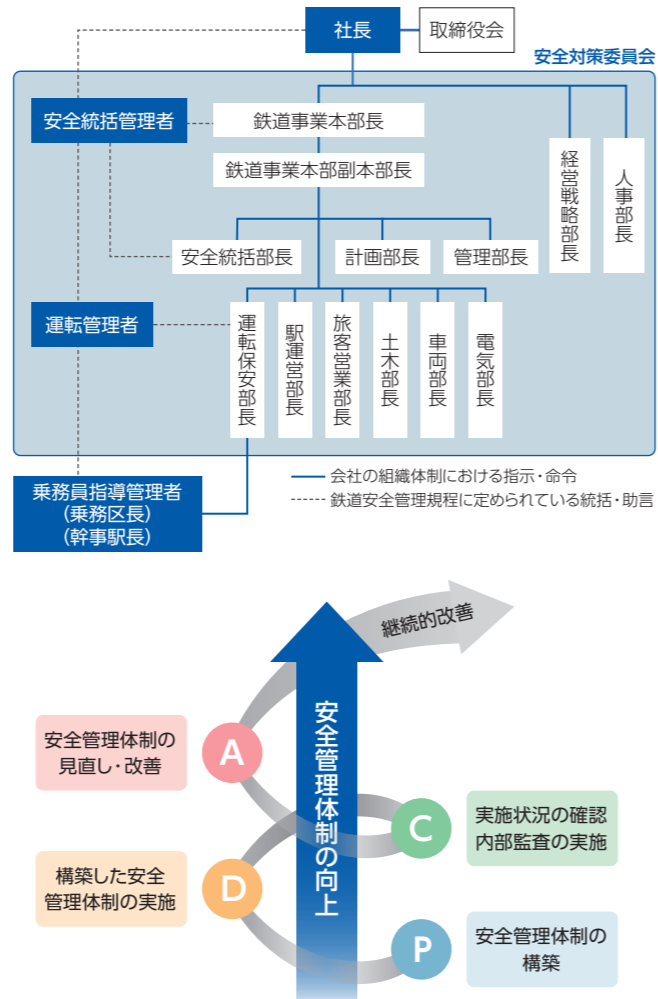 社長
取締役会
安全対策委員会
安全統括管理者
鉄道事業本部長
鉄道事業本部副本部長
経営戦略部長
人事部長
安全統括部長
計画部長
管理部長
運転管理者
運転保安部長
駅運営部長
旅客営業部長
土木部長
車両部長
電気部長
乗務員指導管理者
(乗務区長)
(幹事駅長)
会社の組織体制における指示・命令
鉄道安全管理規程に定められている統括・助言
継続的改善
安全管理体制の向上
安全管理体制の
見直し・改善
A
C
実施状況の確認
内部監査の実施
構築した安全
管理体制の実施
D
P
安全管理体制の
構築